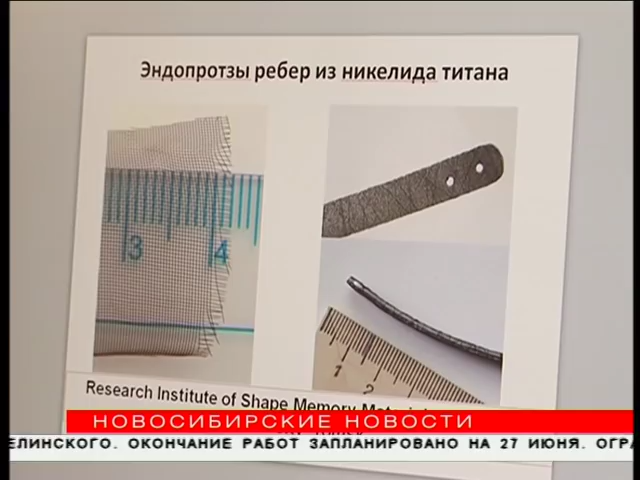 Эндопротзы ребер из никелида титана
3 4
1 2
Research Institute of Shape Memory
НОВОСИБИРСКИЕ НОВОСТИ
ЕЛИНСКОГО. ОКОНЧАНИЕ РАБОТ ЗАПЛАНИРОВАНО НА 27 ИЮНЯ. ОГРА